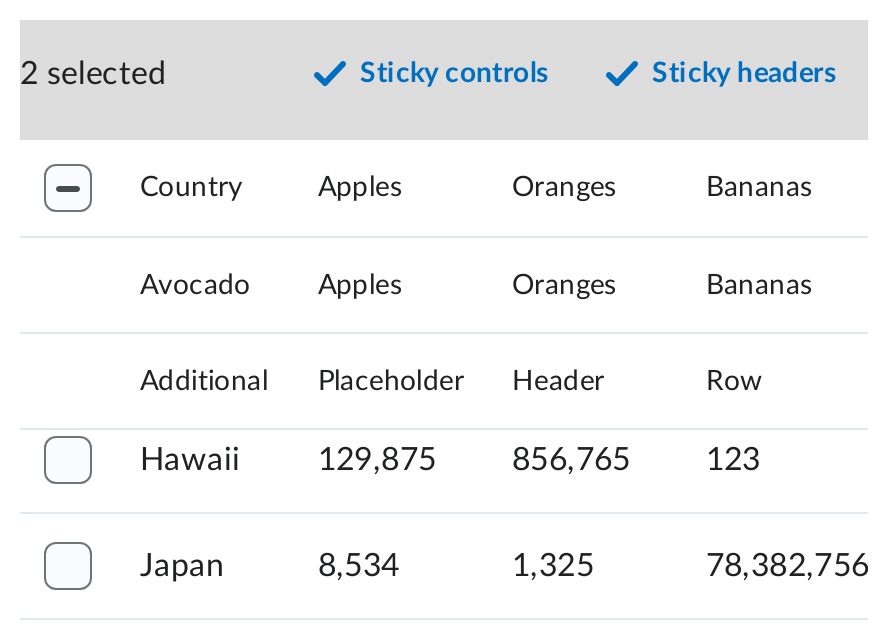 2 selected Sticky controls Sticky headers
Country Apples Oranges Bananas
Avocado Apples Oranges Bananas
Additional Placeholder Header Row
Hawaii 129,875 856,765 123
Japan 8,534 1,325 78,382,756